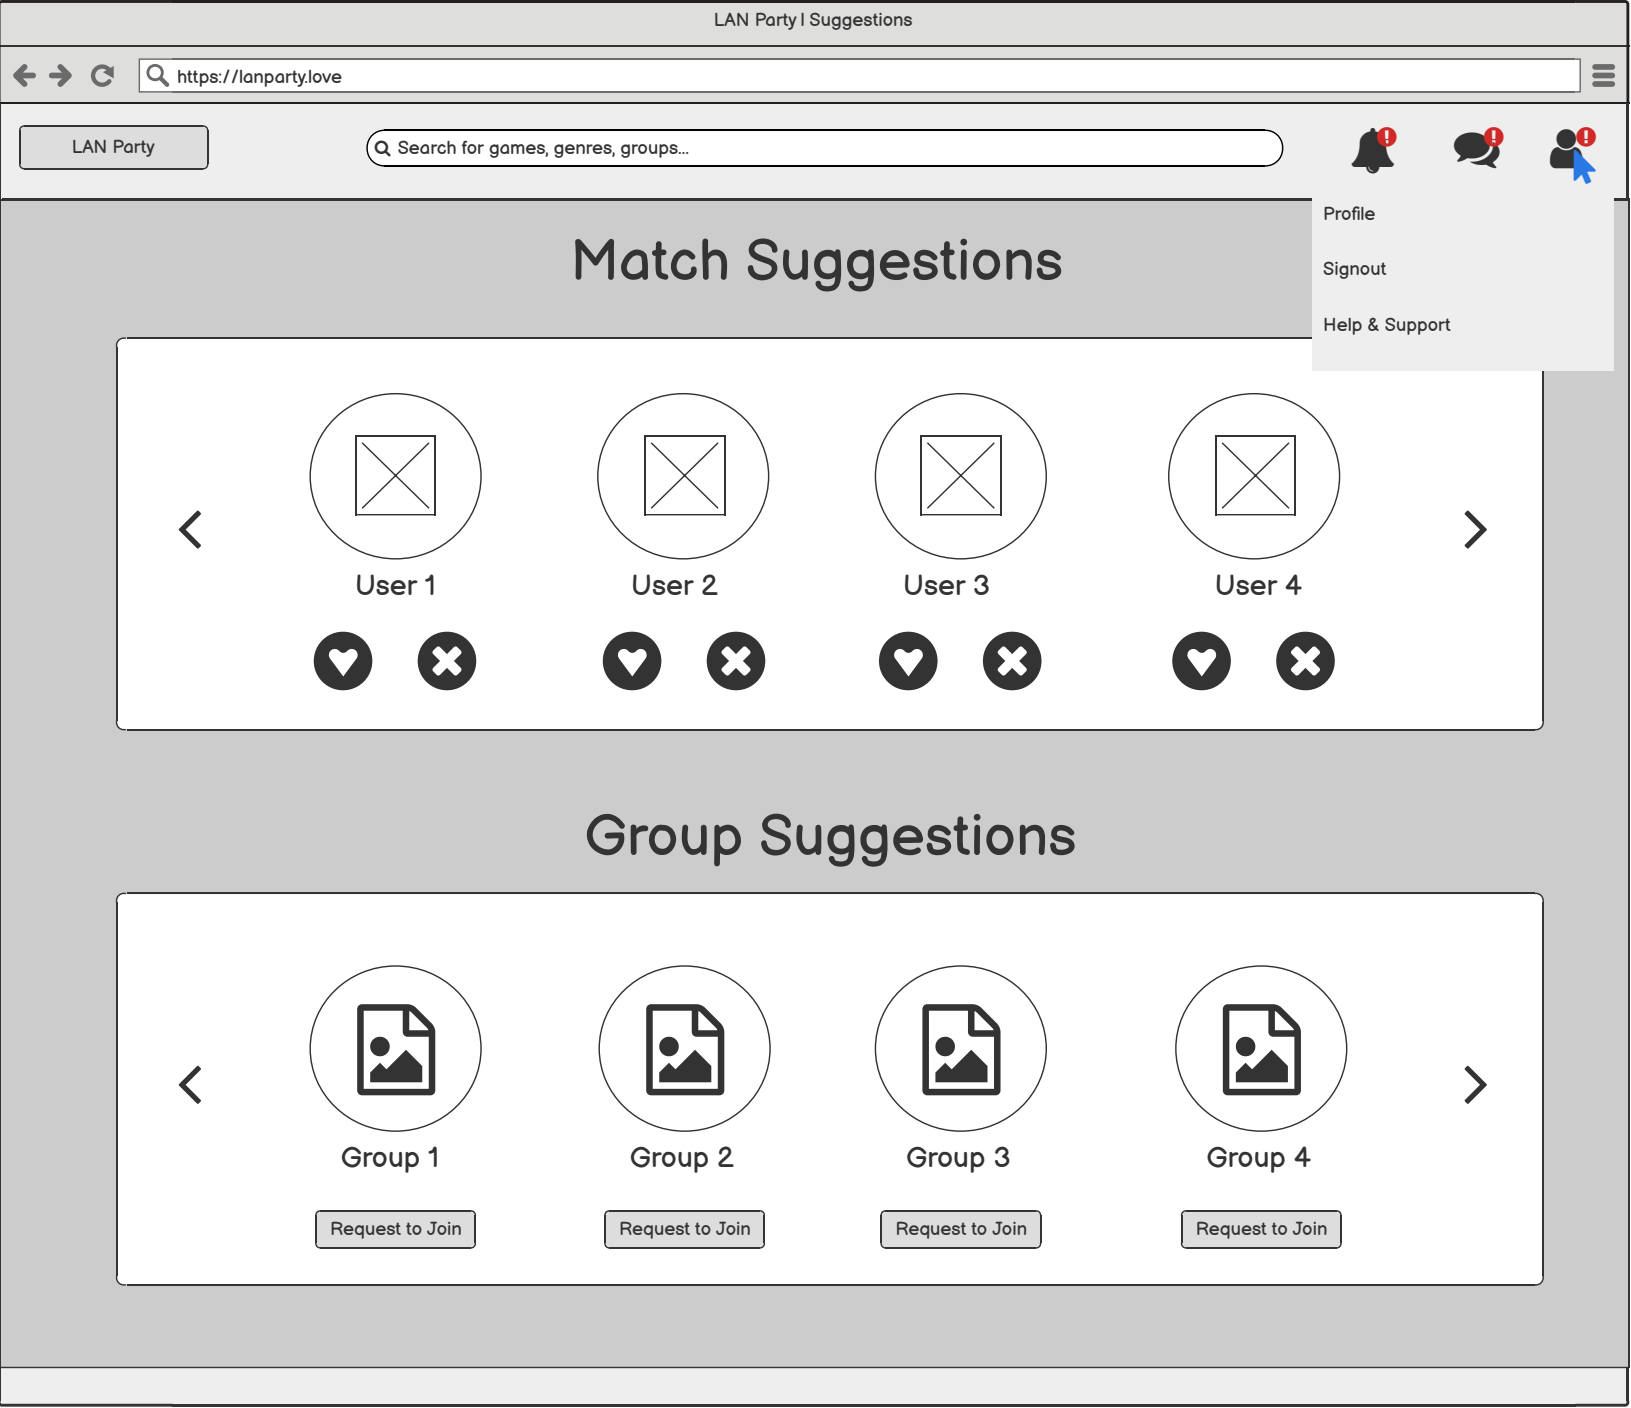 LAN Party | Suggestions
https://lanparty.love
LAN Party
Search for games, genres, groups...
Profile
Signout
Help & Support
Match Suggestions
User 1
User 2
User 3
User 4
Group Suggestions
Group 1
Group 2
Group 3
Group 4
Request to Join
Request to Join
Request to Join
Request to Join